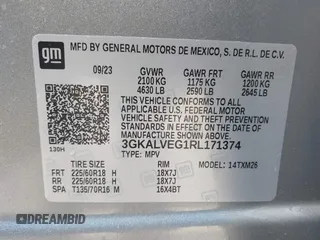 gm
MFD BY GENERAL MOTORS DE MEXICO, S. DE R.L. DE C.V.
09/23 GVWR GAWR FRT GAWR RR
2100 KG 1175 KG 1200 KG
4630 LB 2590 LB 2645 LB
THIS VEHICLE CONFORMS TO ALL APPLICABLE
U.S. FEDERAL MOTOR VEHICLE SAFETY, BUMPER,
AND THEFT PREVENTION STANDARDS IN EFFECT
ON THE DATE OF MANUFACTURE SHOWN ABOVE.
130H
3GKALVEG1RL171374
TYPE: MPV MODEL: 14TXM26
TIRE SIZE RIM
FRT 225/60R18 H 18X7J
RR 225/60R18 H 18X7J
SPA T135/70R16 M 16X4BT
DREAMBID